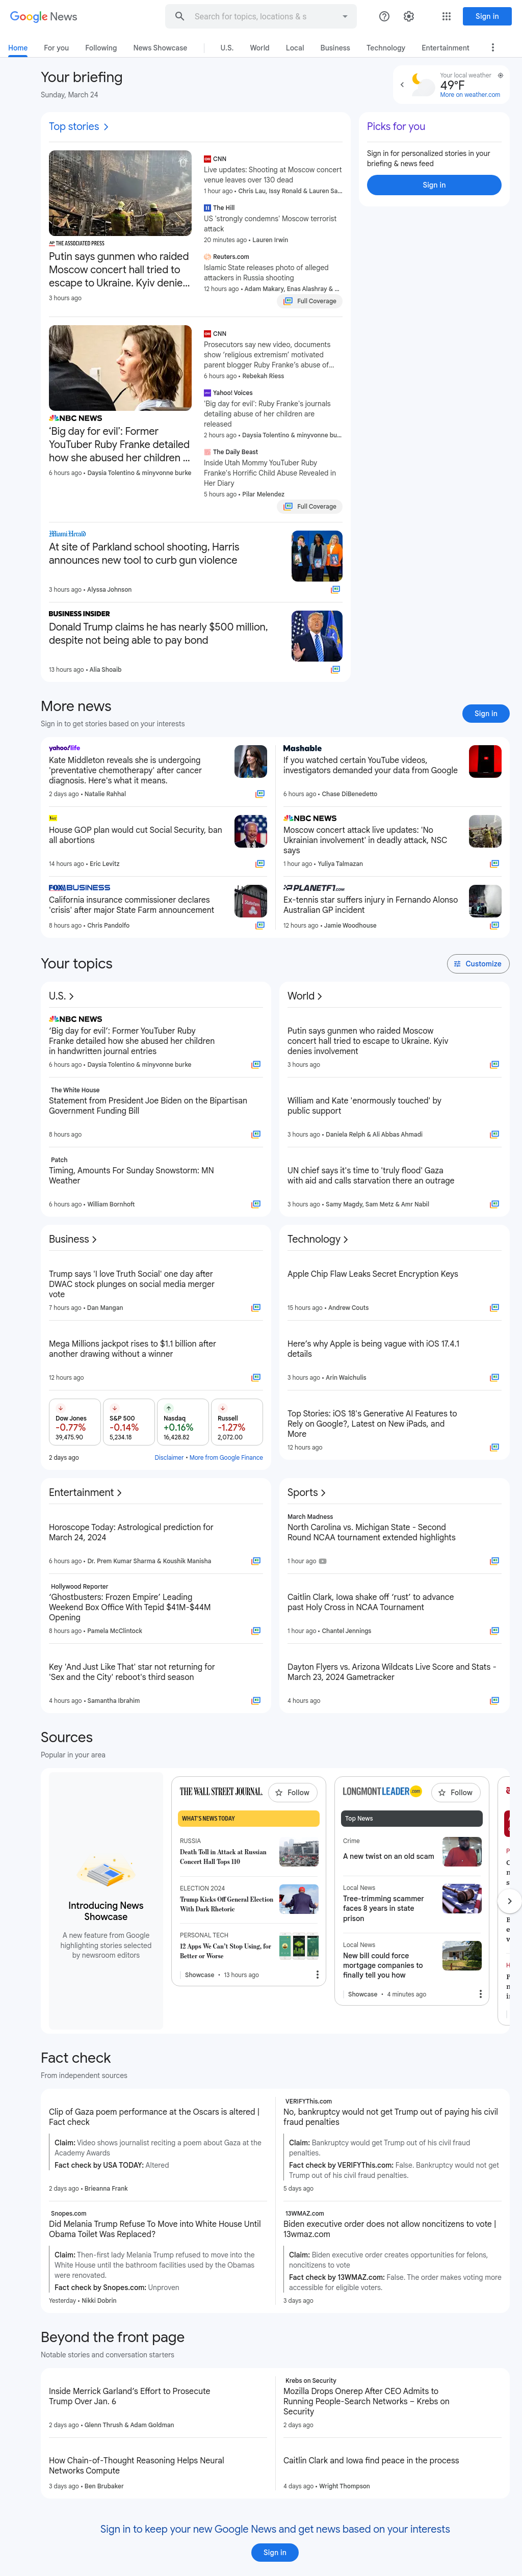 Google News
Search for topics, locations & s
Sign in
Home
For you
Following
News Showcase
U.S.
World
Local
Business
Technology
Entertainment
Your briefing
Sunday, March 24
Your local weather
49°F
More on weather.com
Top stories
Picks for you
Sign in for personalized stories in your
briefing & news feed
Sign in
THE ASSOCIATED PRESS
Putin says gunmen who raided
Moscow concert hall tried to
escape to Ukraine. Kyiv denie...
3 hours ago
CNN
Live updates: Shooting at Moscow concert
venue leaves over 130 dead
1 hour ago • Chris Lau, Issy Ronald & Lauren Sa...
The Hill
US 'strongly condemns' Moscow terrorist
attack
20 minutes ago • Lauren Irwin
Reuters.com
Islamic State releases photo of alleged
attackers in Russia shooting
12 hours ago • Adam Makary, Enas Alashray & ...
Full Coverage
NBC NEWS
'Big day for evil': Former
YouTuber Ruby Franke detailed
how she abused her children ...
6 hours ago • Daysia Tolentino & minyvonne burke
CNN
Prosecutors say new video, documents
show 'religious extremism' motivated
parent blogger Ruby Franke's abuse of...
6 hours ago • Rebekah Riess
Yahoo! Voices
'Big day for evil': Ruby Franke's journals
detailing abuse of her children are
released
2 hours ago • Daysia Tolentino & minyvonne bu...
The Daily Beast
Inside Utah Mommy YouTuber Ruby
Franke's Horrific Child Abuse Revealed in
Her Diary
5 hours ago • Pilar Melendez
Full Coverage
Miami Herald
At site of Parkland school shooting, Harris
announces new tool to curb gun violence
3 hours ago • Alyssa Johnson
BUSINESS INSIDER
Donald Trump claims he has nearly $500 million,
despite not being able to pay bond
13 hours ago • Alia Shoaib
More news
Sign in to get stories based on your interests
Sign in
yahoo!life
Kate Middleton reveals she is undergoing
'preventative chemotherapy' after cancer
diagnosis. Here's what it means.
2 days ago • Natalie Rahhal
Mashable
If you watched certain YouTube videos,
investigators demanded your data from Google
6 hours ago • Chase DiBenedetto
House GOP plan would cut Social Security, ban
all abortions
14 hours ago • Eric Levitz
NBC NEWS
Moscow concert attack live updates: 'No
Ukrainian involvement' in deadly attack, NSC
says
1 hour ago • Yuliya Talmazan
FOX BUSINESS
California insurance commissioner declares
'crisis' after major State Farm announcement
8 hours ago • Chris Pandolfo
PLANETF1.COM
Ex-tennis star suffers injury in Fernando Alonso
Australian GP incident
12 hours ago • Jamie Woodhouse
Your topics
Customize
U.S.
NBC NEWS
'Big day for evil': Former YouTuber Ruby
Franke detailed how she abused her children
in handwritten journal entries
6 hours ago • Daysia Tolentino & minyvonne burke
The White House
Statement from President Joe Biden on the Bipartisan
Government Funding Bill
8 hours ago
Patch
Timing, Amounts For Sunday Snowstorm: MN
Weather
6 hours ago • William Bornhoft
World
Putin says gunmen who raided Moscow
concert hall tried to escape to Ukraine. Kyiv
denies involvement
3 hours ago
William and Kate 'enormously touched' by
public support
3 hours ago • Daniela Relph & Ali Abbas Ahmadi
UN chief says it's time to 'truly flood' Gaza
with aid and calls starvation there an outrage
3 hours ago • Samy Magdy, Sam Metz & Amr Nabil
Business
Trump says 'I love Truth Social' one day after
DWAC stock plunges on social media merger
vote
7 hours ago • Dan Mangan
Mega Millions jackpot rises to $1.1 billion after
another drawing without a winner
12 hours ago
Dow Jones
-0.77%
39,475.90
S&P 500
-0.14%
5,234.18
Nasdaq
+0.16%
16,428.82
Russell
-1.27%
2,072.00
2 days ago
Disclaimer • More from Google Finance
Technology
Apple Chip Flaw Leaks Secret Encryption Keys
15 hours ago • Andrew Couts
Here's why Apple is being vague with iOS 17.4.1
details
3 hours ago • Arin Waichulis
Top Stories: iOS 18's Generative AI Features to
Rely on Google?, Latest on New iPads, and
More
12 hours ago
Entertainment
Horoscope Today: Astrological prediction for
March 24, 2024
6 hours ago • Dr. Prem Kumar Sharma & Koushik Manisha
Hollywood Reporter
'Ghostbusters: Frozen Empire' Leading
Weekend Box Office With Tepid $41M-$44M
Opening
8 hours ago • Pamela McClintock
Key 'And Just Like That' star not returning for
'Sex and the City' reboot's third season
4 hours ago • Samantha Ibrahim
Sports
March Madness
North Carolina vs. Michigan State - Second
Round NCAA tournament extended highlights
1 hour ago
Caitlin Clark, Iowa shake off 'rust' to advance
past Holy Cross in NCAA Tournament
1 hour ago • Chantel Jennings
Dayton Flyers vs. Arizona Wildcats Live Score and Stats -
March 23, 2024 Gametracker
4 hours ago
Sources
Popular in your area
Introducing News
Showcase
A new feature from Google
highlighting stories selected
by newsroom editors
THE WALL STREET JOURNAL.
Follow
WHAT'S NEWS TODAY
RUSSIA
Death Toll in Attack at Russian
Concert Hall Tops 110
ELECTION 2024
Trump Kicks Off General Election
With Dark Rhetoric
PERSONAL TECH
12 Apps We Can't Stop Using, for
Better or Worse
Showcase • 13 hours ago
LONGMONT LEADER .com
Follow
Top News
Crime
A new twist on an old scam
Local News
Tree-trimming scammer
faces 8 years in state
prison
Local News
New bill could force
mortgage companies to
finally tell you how
Showcase • 4 minutes ago
Fact check
From independent sources
Clip of Gaza poem performance at the Oscars is altered |
Fact check
Claim: Video shows journalist reciting a poem about Gaza at the
Academy Awards
Fact check by USA TODAY: Altered
2 days ago • Brieanna Frank
VERIFYThis.com
No, bankruptcy would not get Trump out of paying his civil
fraud penalties
Claim: Bankruptcy would get Trump out of his civil fraud
penalties.
Fact check by VERIFYThis.com: False. Bankruptcy would not get
Trump out of his civil fraud penalties.
5 days ago
Snopes.com
Did Melania Trump Refuse To Move into White House Until
Obama Toilet Was Replaced?
Claim: Then-first lady Melania Trump refused to move into the
White House until the bathroom facilities used by the Obamas
were renovated.
Fact check by Snopes.com: Unproven
Yesterday • Nikki Dobrin
13WMAZ.com
Biden executive order does not allow noncitizens to vote |
13wmaz.com
Claim: Biden executive order creates opportunities for felons,
noncitizens to vote
Fact check by 13WMAZ.com: False. The order makes voting more
accessible for eligible voters.
3 days ago
Beyond the front page
Notable stories and conversation starters
Inside Merrick Garland's Effort to Prosecute
Trump Over Jan. 6
2 days ago • Glenn Thrush & Adam Goldman
Krebs on Security
Mozilla Drops Onerep After CEO Admits to
Running People-Search Networks – Krebs on
Security
2 days ago
How Chain-of-Thought Reasoning Helps Neural
Networks Compute
3 days ago • Ben Brubaker
Caitlin Clark and Iowa find peace in the process
4 days ago • Wright Thompson
Sign in to keep your new Google News and get news based on your interests
Sign in